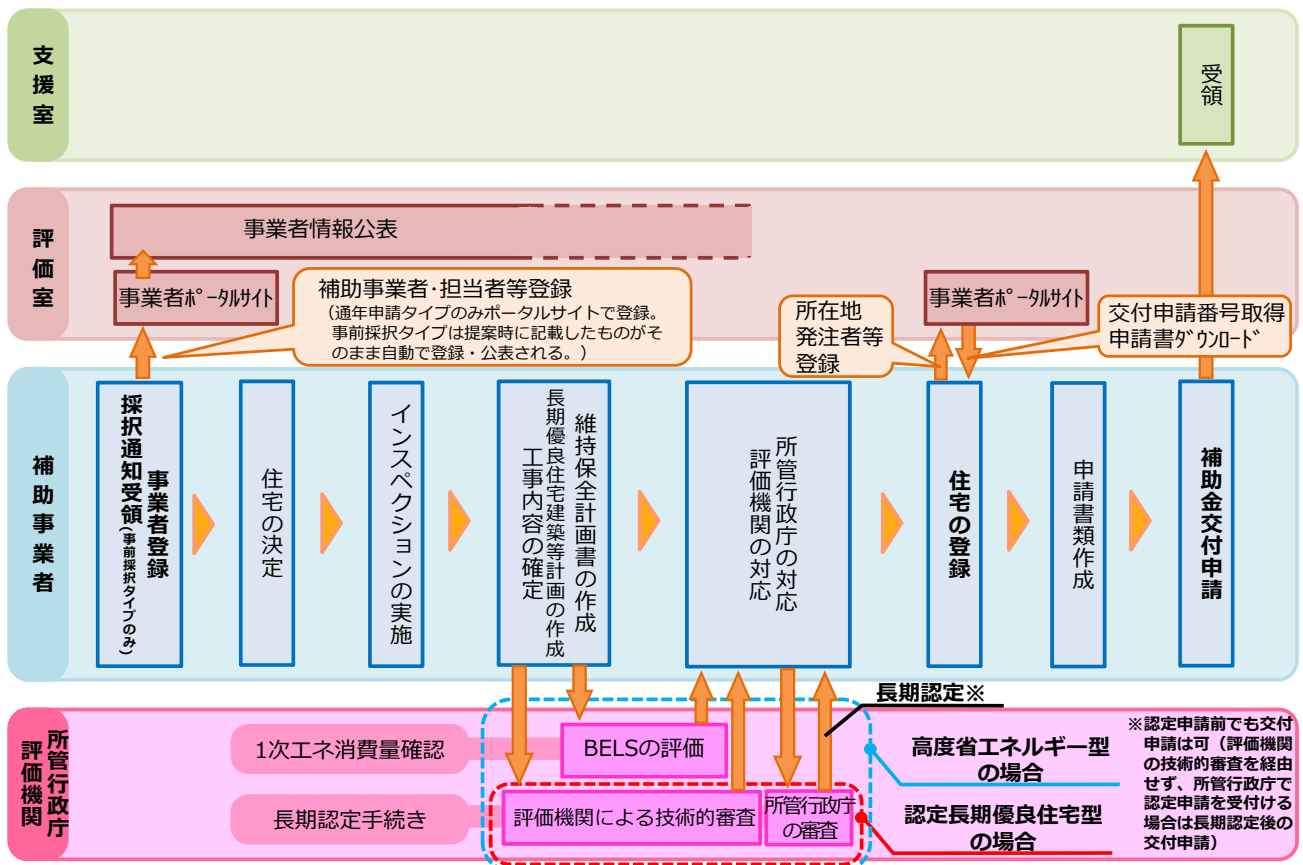 支援室
受領
評価室
事業者情報公表
事業者ﾎﾟｰﾀﾙｻｲﾄ
補助事業者･担当者等登録
（通年申請タイプのみポータルサイトで登録。
事前採択タイプは提案時に記載したものがそ
のまま自動で登録・公表される。）
所在地
発注者等
登録
事業者ﾎﾟｰﾀﾙｻｲﾄ
交付申請番号取得
申請書ﾀﾞｳﾝﾛｰﾄﾞ
補助事業者
事業者登録
採択通知受領(事前採択タイプのみ)
住宅の決定
インスペクションの実施
維持保全計画書の作成
長期優良住宅建築等計画の作成
工事内容の確定
所管行政庁の対応
評価機関の対応
住宅の登録
申請書類作成
補助金交付申請
所管行政庁
評価機関
1次エネ消費量確認
BELSの評価
長期認定手続き
評価機関による技術的審査
所管行政庁
の審査
長期認定※
高度省エネルギー型
の場合
認定長期優良住宅型
の場合
※認定申請前でも交付
申請は可（評価機関
の技術的審査を経由
せず、所管行政庁で
認定申請を受付ける
場合は長期認定後の
交付申請）